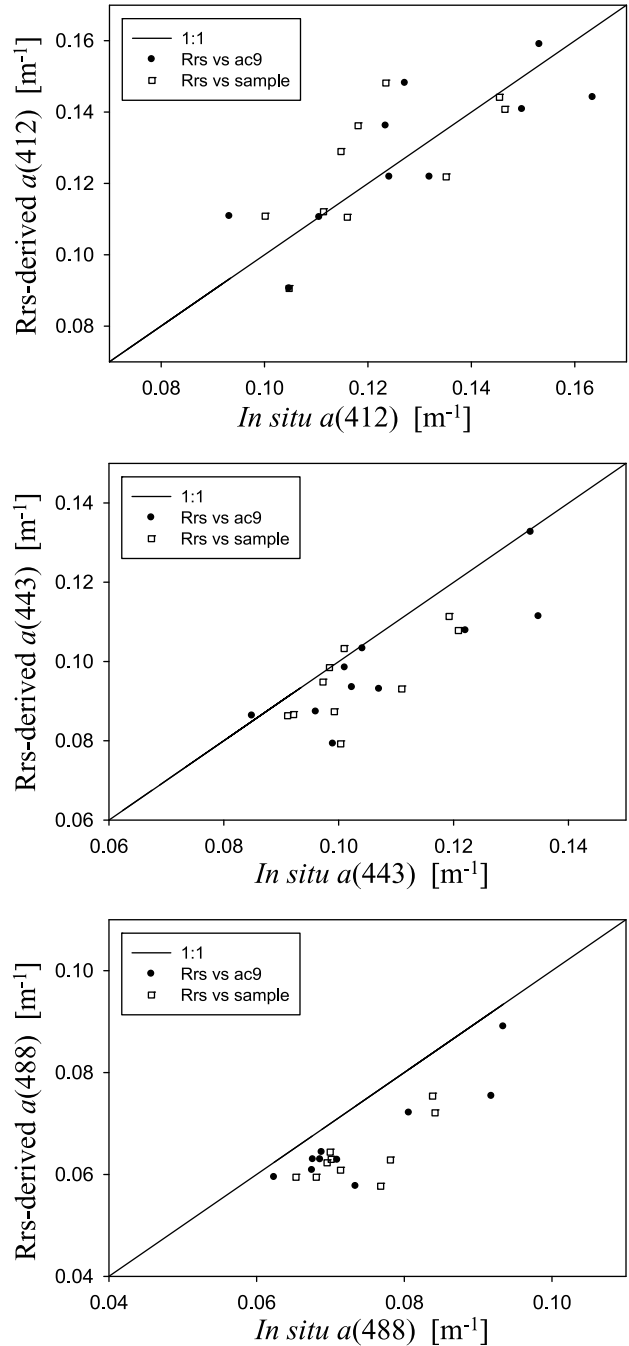 0.16
0.14
0.12
0.10
0.08
Rrs-derived a(412) [m-1]
1:1
Rrs vs ac9
Rrs vs sample
0.08 0.10 0.12 0.14 0.16
In situ a(412) [m-1]
0.14
0.12
0.10
0.08
0.06
Rrs-derived a(443) [m-1]
1:1
Rrs vs ac9
Rrs vs sample
0.06 0.08 0.10 0.12 0.14
In situ a(443) [m-1]
0.10
0.08
0.06
0.04
Rrs-derived a(488) [m-1]
1:1
Rrs vs ac9
Rrs vs sample
0.04 0.06 0.08 0.10
In situ a(488) [m-1]